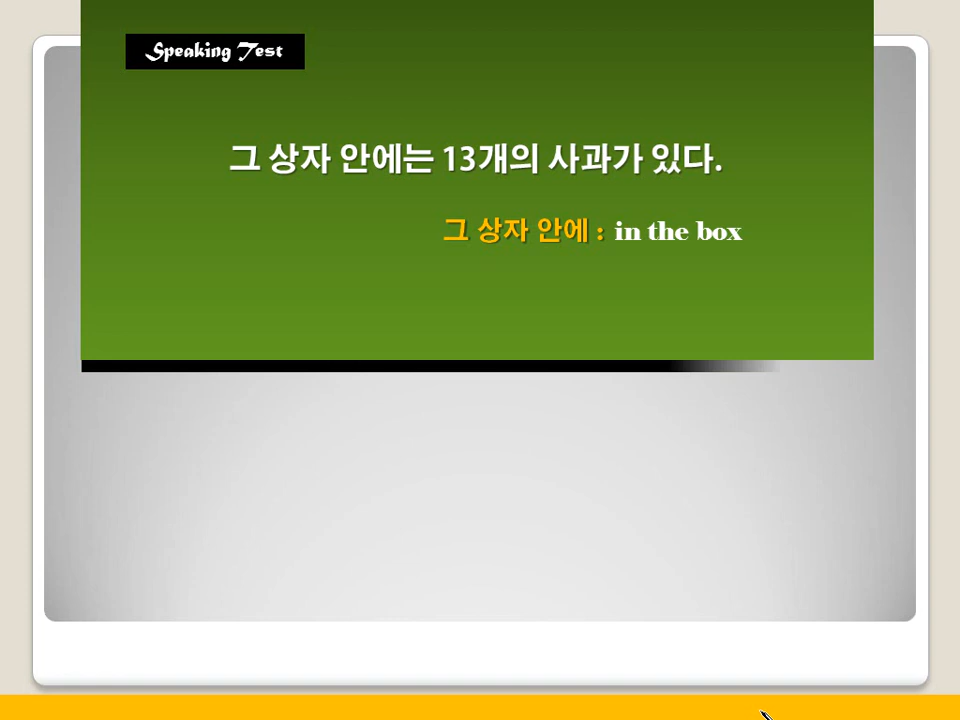 Speaking Test
그 상자 안에는 13개의 사과가 있다.
그 상자 안에 : in the box